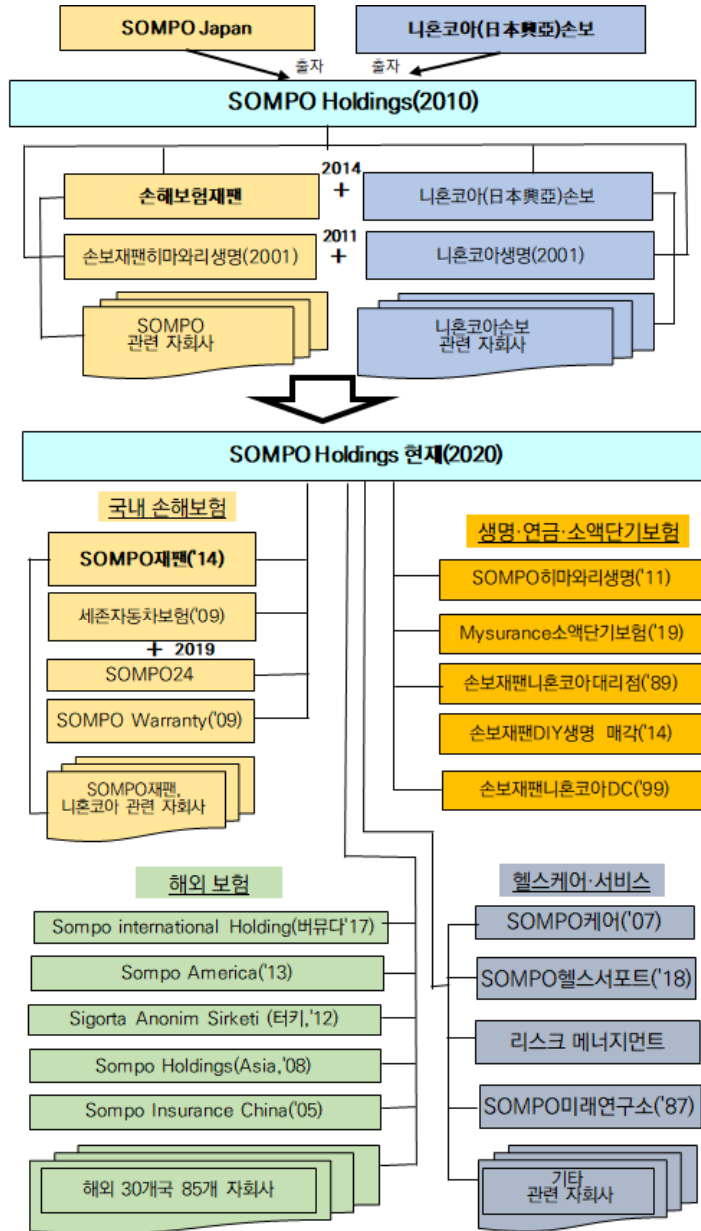 SOMPO Japan
니혼코아(日本興亞)손보
출자
출자
SOMPO Holdings(2010)
손해보험재팬
2014
+
니혼코아(日本興亞)손보
손보재팬히마와리생명(2001)
2011
+
니혼코아생명(2001)
SOMPO
관련 자회사
니혼코아손보
관련 자회사
SOMPO Holdings 현재(2020)
국내 손해보험
SOMPO재팬('14)
세존자동차보험('09)
+ 2019
SOMPO24
SOMPO Warranty('09)
SOMPO재팬,
니혼코아 관련 자회사
생명·연금·소액단기보험
SOMPO히마와리생명('11)
Mysurance소액단기보험('19)
손보재팬니혼코아대리점('89)
손보재팬DIY생명 매각('14)
손보재팬니혼코아DC('99)
해외 보험
Sompo international Holding(버뮤다'17)
Sompo America('13)
Sigorta Anonim Sirketi (터키,'12)
Sompo Holdings(Asia,'08)
Sompo Insurance China('05)
해외 30개국 85개 자회사
헬스케어·서비스
SOMPO케어('07)
SOMPO헬스서포트('18)
리스크 메너지먼트
SOMPO미래연구소('87)
기타
관련 자회사